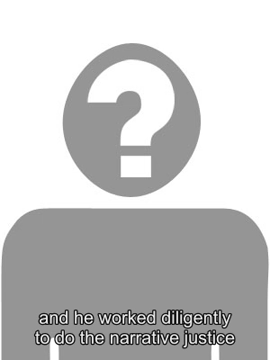 ?
and he worked diligently
to do the narrative justice